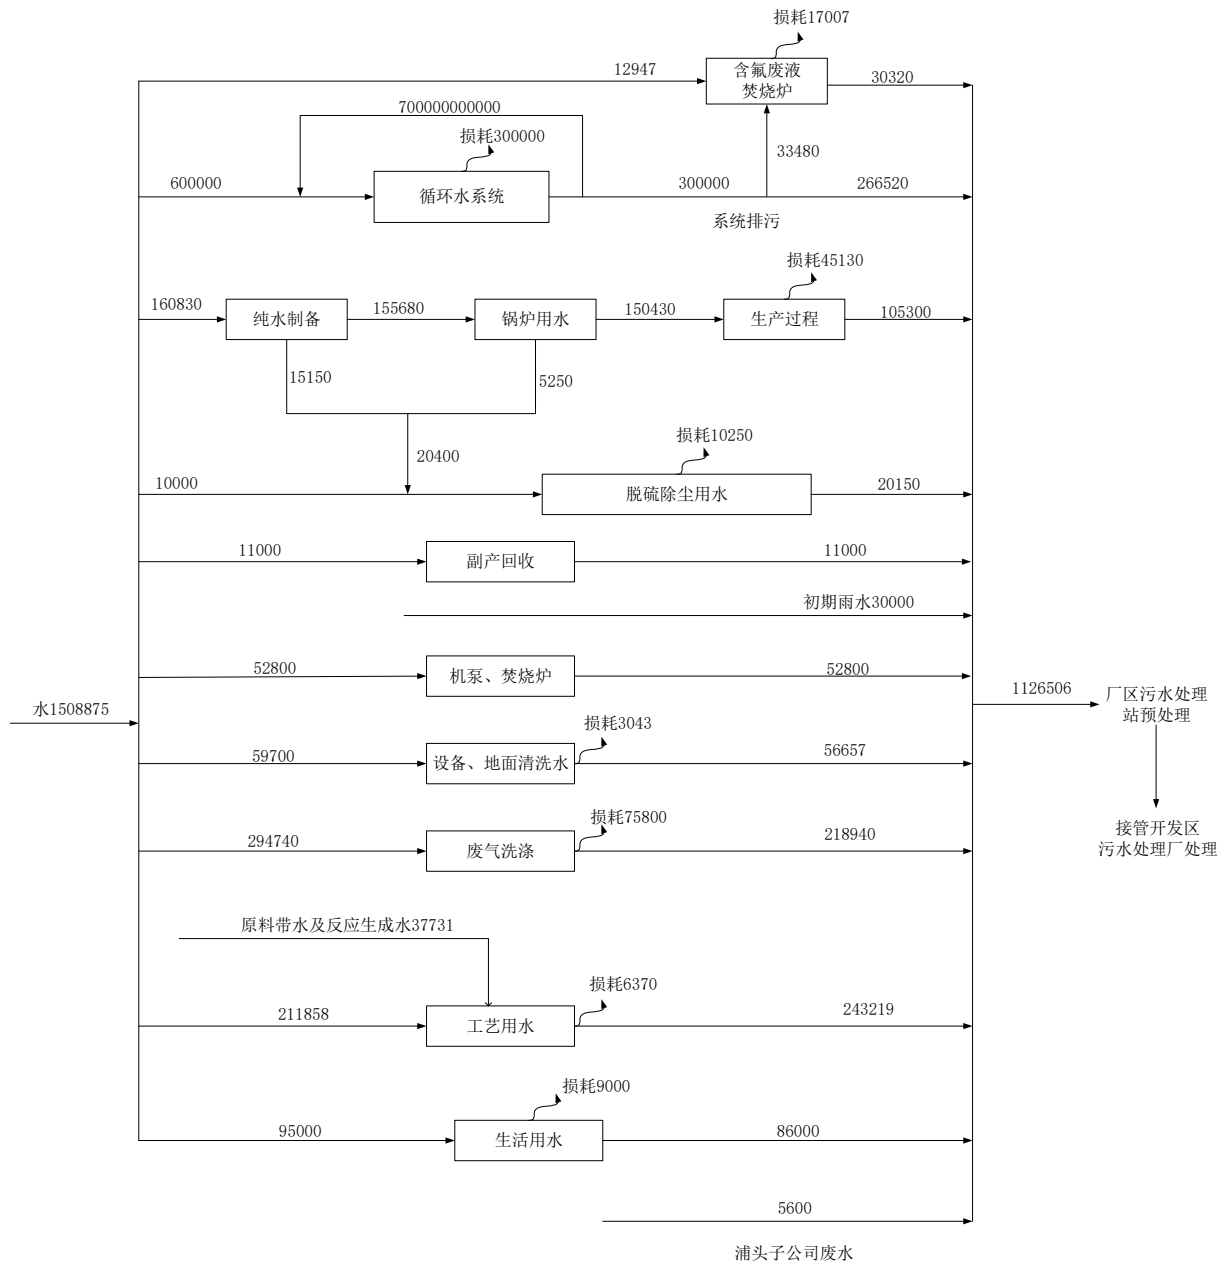 损耗17007
12947
含氟废液
焚烧炉
30320
700000000000
损耗300000
33480
600000
循环水系统
300000
266520
系统排污
损耗45130
160830
纯水制备
155680
锅炉用水
150430
生产过程
105300
15150
5250
损耗10250
20400
10000
脱硫除尘用水
20150
11000
副产回收
11000
初期雨水30000
52800
机泵、焚烧炉
52800
水1508875
1126506
厂区污水处理
站预处理
损耗3043
59700
设备、地面清洗水
56657
损耗75800
294740
废气洗涤
218940
接管开发区
污水处理厂处理
原料带水及反应生成水37731
损耗6370
211858
工艺用水
243219
损耗9000
95000
生活用水
86000
5600
浦头子公司废水